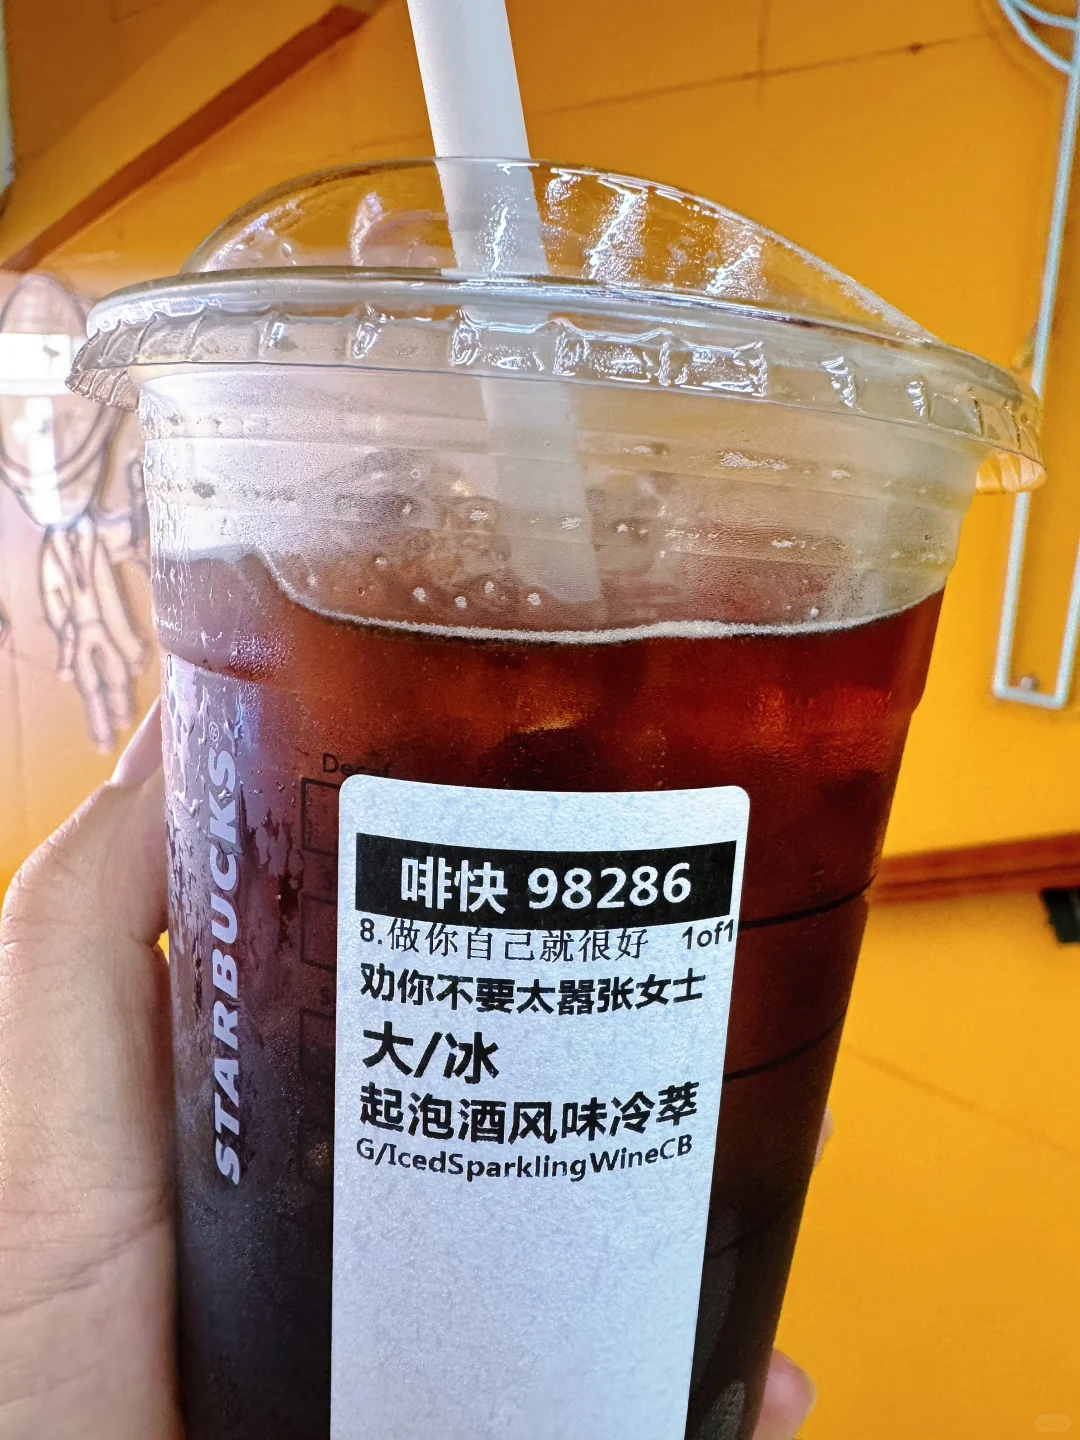 STARBUCKS®
啡快 98286
8.做你自己就很好 1of1
劝你不要太嚣张女士
大/冰
起泡酒风味冷萃
G/IcedSparklingWineCB